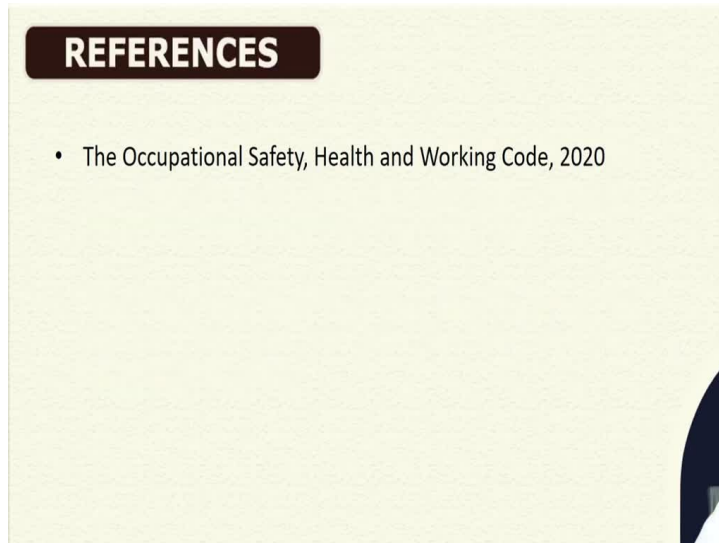 REFERENCES
• The Occupational Safety, Health and Working Code, 2020